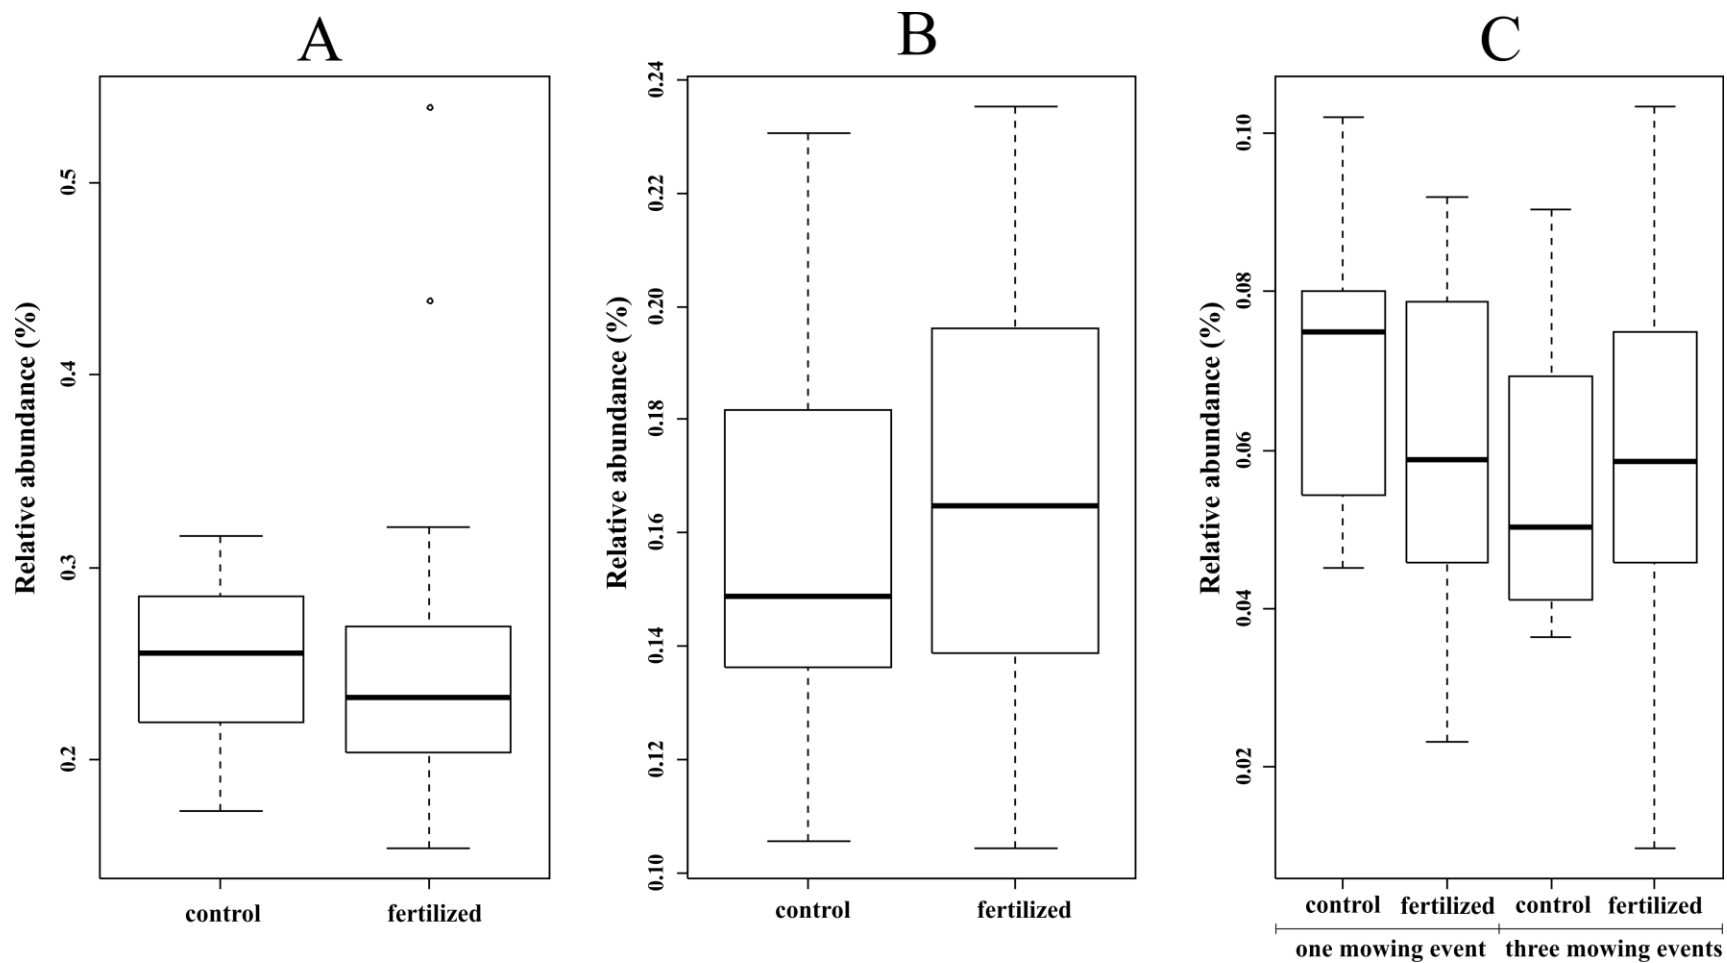 A
Relative abundance (%)
0.5
0.4
0.3
0.2
control
fertilized
B
Relative abundance (%)
0.24
0.22
0.20
0.18
0.16
0.14
0.12
0.10
control
fertilized
C
Relative abundance (%)
0.10
0.08
0.06
0.04
0.02
control fertilized control fertilized
one mowing event three mowing events